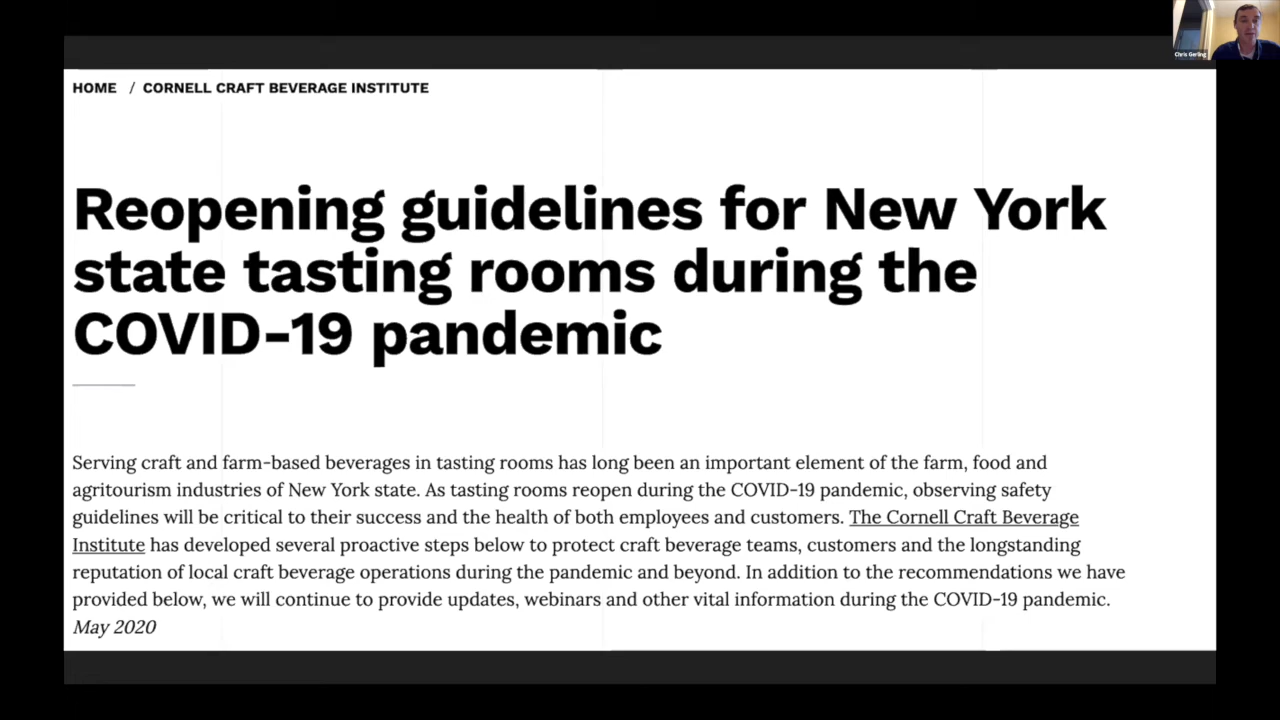 Chris Gerling
HOME / CORNELL CRAFT BEVERAGE INSTITUTE
Reopening guidelines for New York
state tasting rooms during the
COVID-19 pandemic
Serving craft and farm-based beverages in tasting rooms has long been an important element of the farm, food and
agritourism industries of New York state. As tasting rooms reopen during the COVID-19 pandemic, observing safety
guidelines will be critical to their success and the health of both employees and customers. The Cornell Craft Beverage
Institute has developed several proactive steps below to protect craft beverage teams, customers and the longstanding
reputation of local craft beverage operations during the pandemic and beyond. In addition to the recommendations we have
provided below, we will continue to provide updates, webinars and other vital information during the COVID-19 pandemic.
May 2020